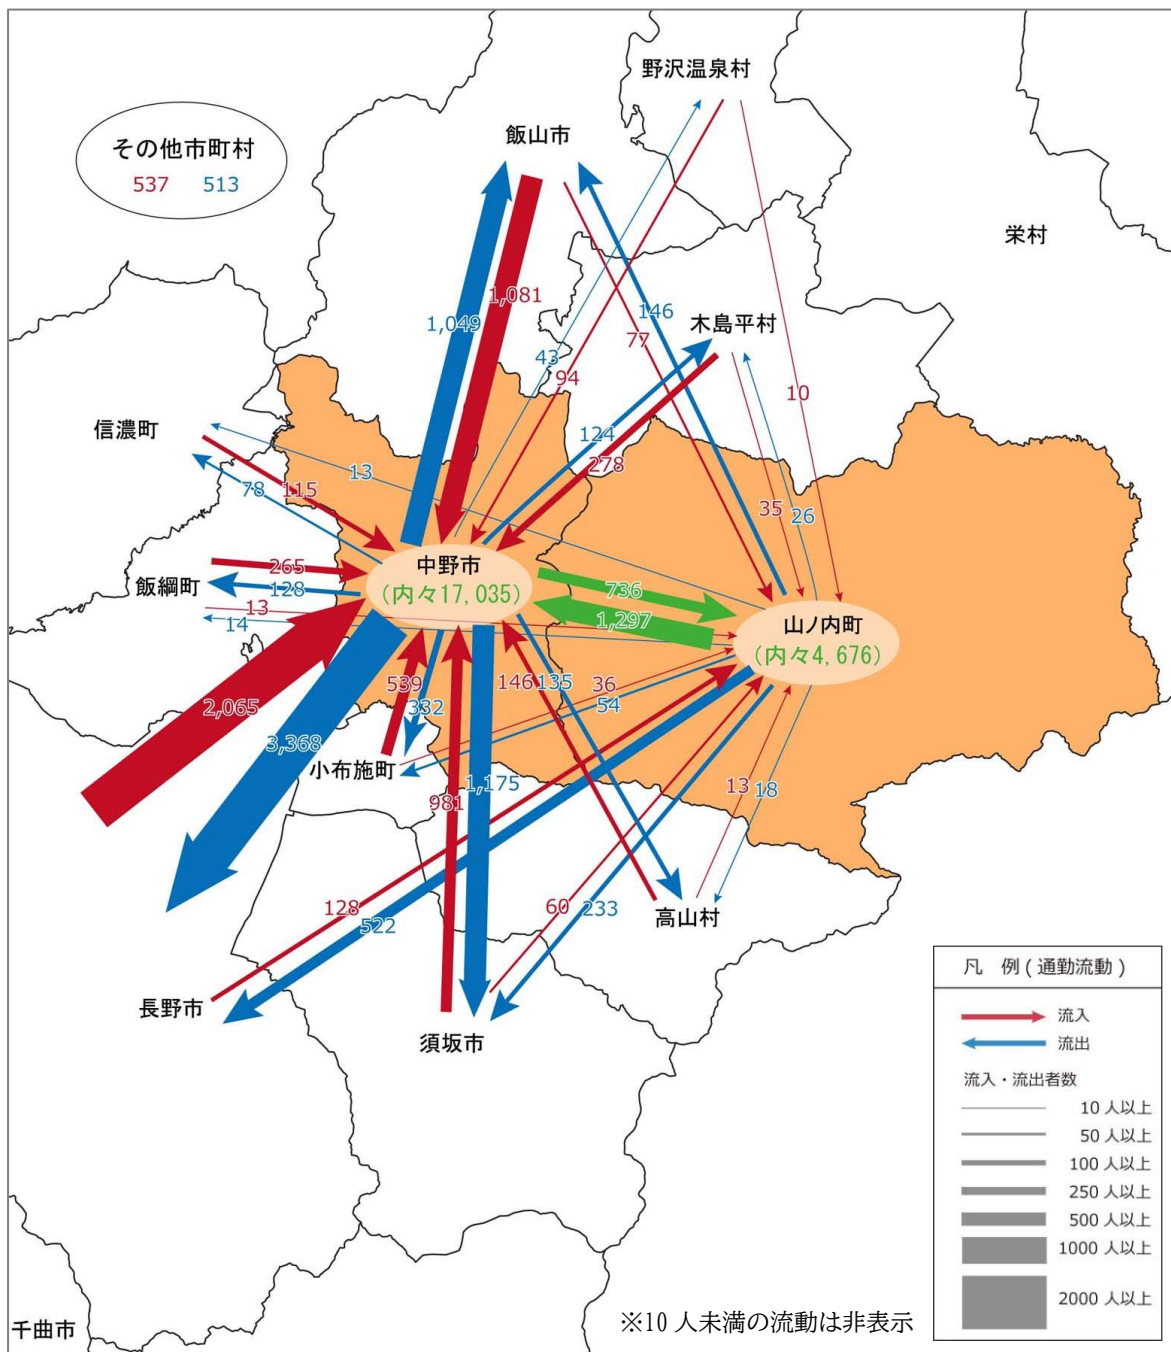 野沢温泉村
飯山市
その他市町村
537 513
栄村
1,081
1,049
146
77
木島平村
43
94
10
信濃町
124
278
13
78
115
35
26
中野市
(内々17,035)
265
飯綱町
128
736
13
14
1,297
山ノ内町
(内々4,676)
539
332
146
135
36
54
2,065
3,368
小布施町
981
1,175
13
18
128
522
60
233
高山村
長野市
須坂市
凡 例(通勤流動)
流入
流出
流入・流出者数
10 人以上
50 人以上
100 人以上
250 人以上
500 人以上
1000 人以上
2000 人以上
千曲市
※10 人未満の流動は非表示